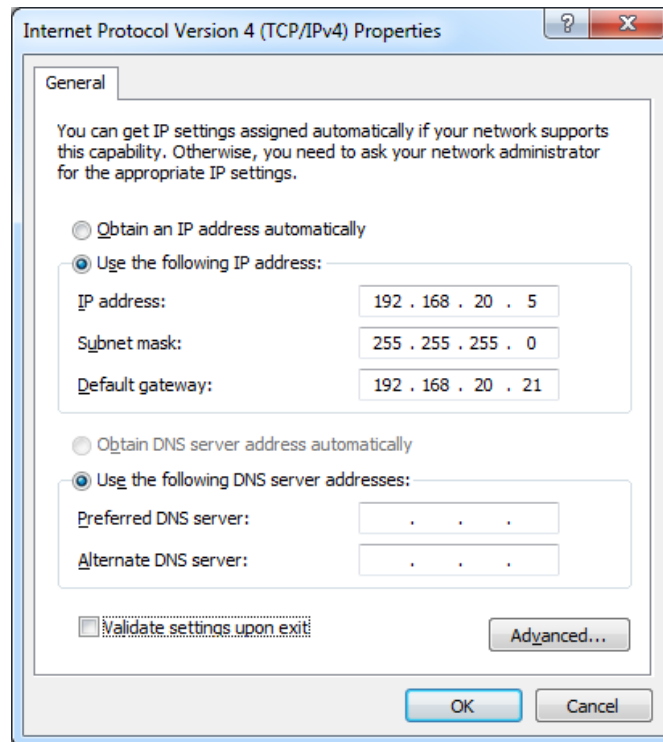 Internet Protocol Version 4 (TCP/IPv4) Properties
?
X
General
You can get IP settings assigned automatically if your network supports
this capability. Otherwise, you need to ask your network administrator
for the appropriate IP settings.
Obtain an IP address automatically
Use the following IP address:
IP address: 192 . 168 . 20 . 5
Subnet mask: 255 . 255 . 255 . 0
Default gateway: 192 . 168 . 20 . 21
Obtain DNS server address automatically
Use the following DNS server addresses:
Preferred DNS server: . . .
Alternate DNS server: . . .
Validate settings upon exit
Advanced...
OK Cancel